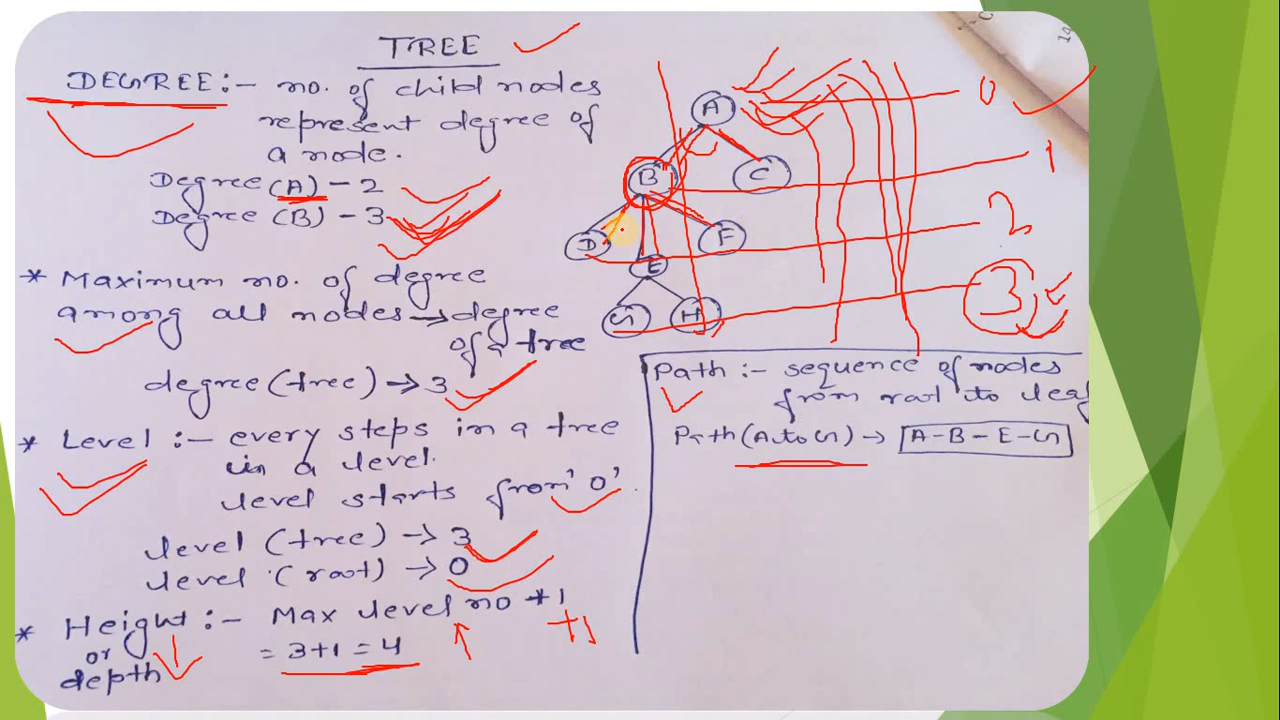 TREE
DEGREE:- no. of child nodes
represent degree of
a node.
Degree (A) - 2
Degree (B) - 3
* Maximum no. of degree
among all nodes → degree
of a tree
degree (tree) → 3
* Level :- every steps in a tree
is a level.
level starts from '0'.
level (tree) → 3
level (root) → 0
* Height :- Max level no +1
or
depth
= 3+1 = 4
+1
A
B C
D E F
G H
0
1
2
3
Path :- sequence of nodes
from root to leaf
Path (A to G) → A-B-E-G
14